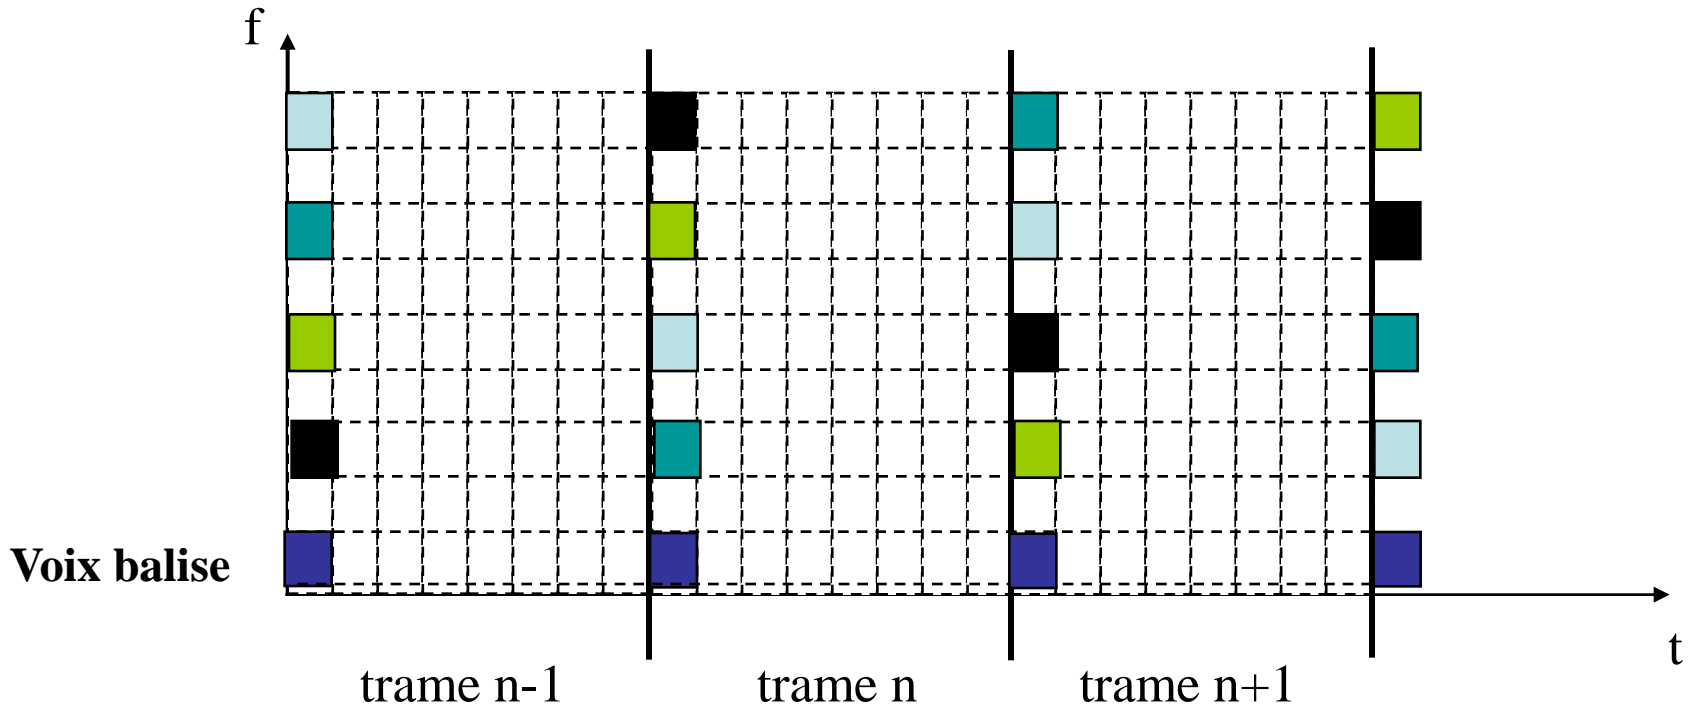 f
Voix balise
t
trame n-1
trame n
trame n+1